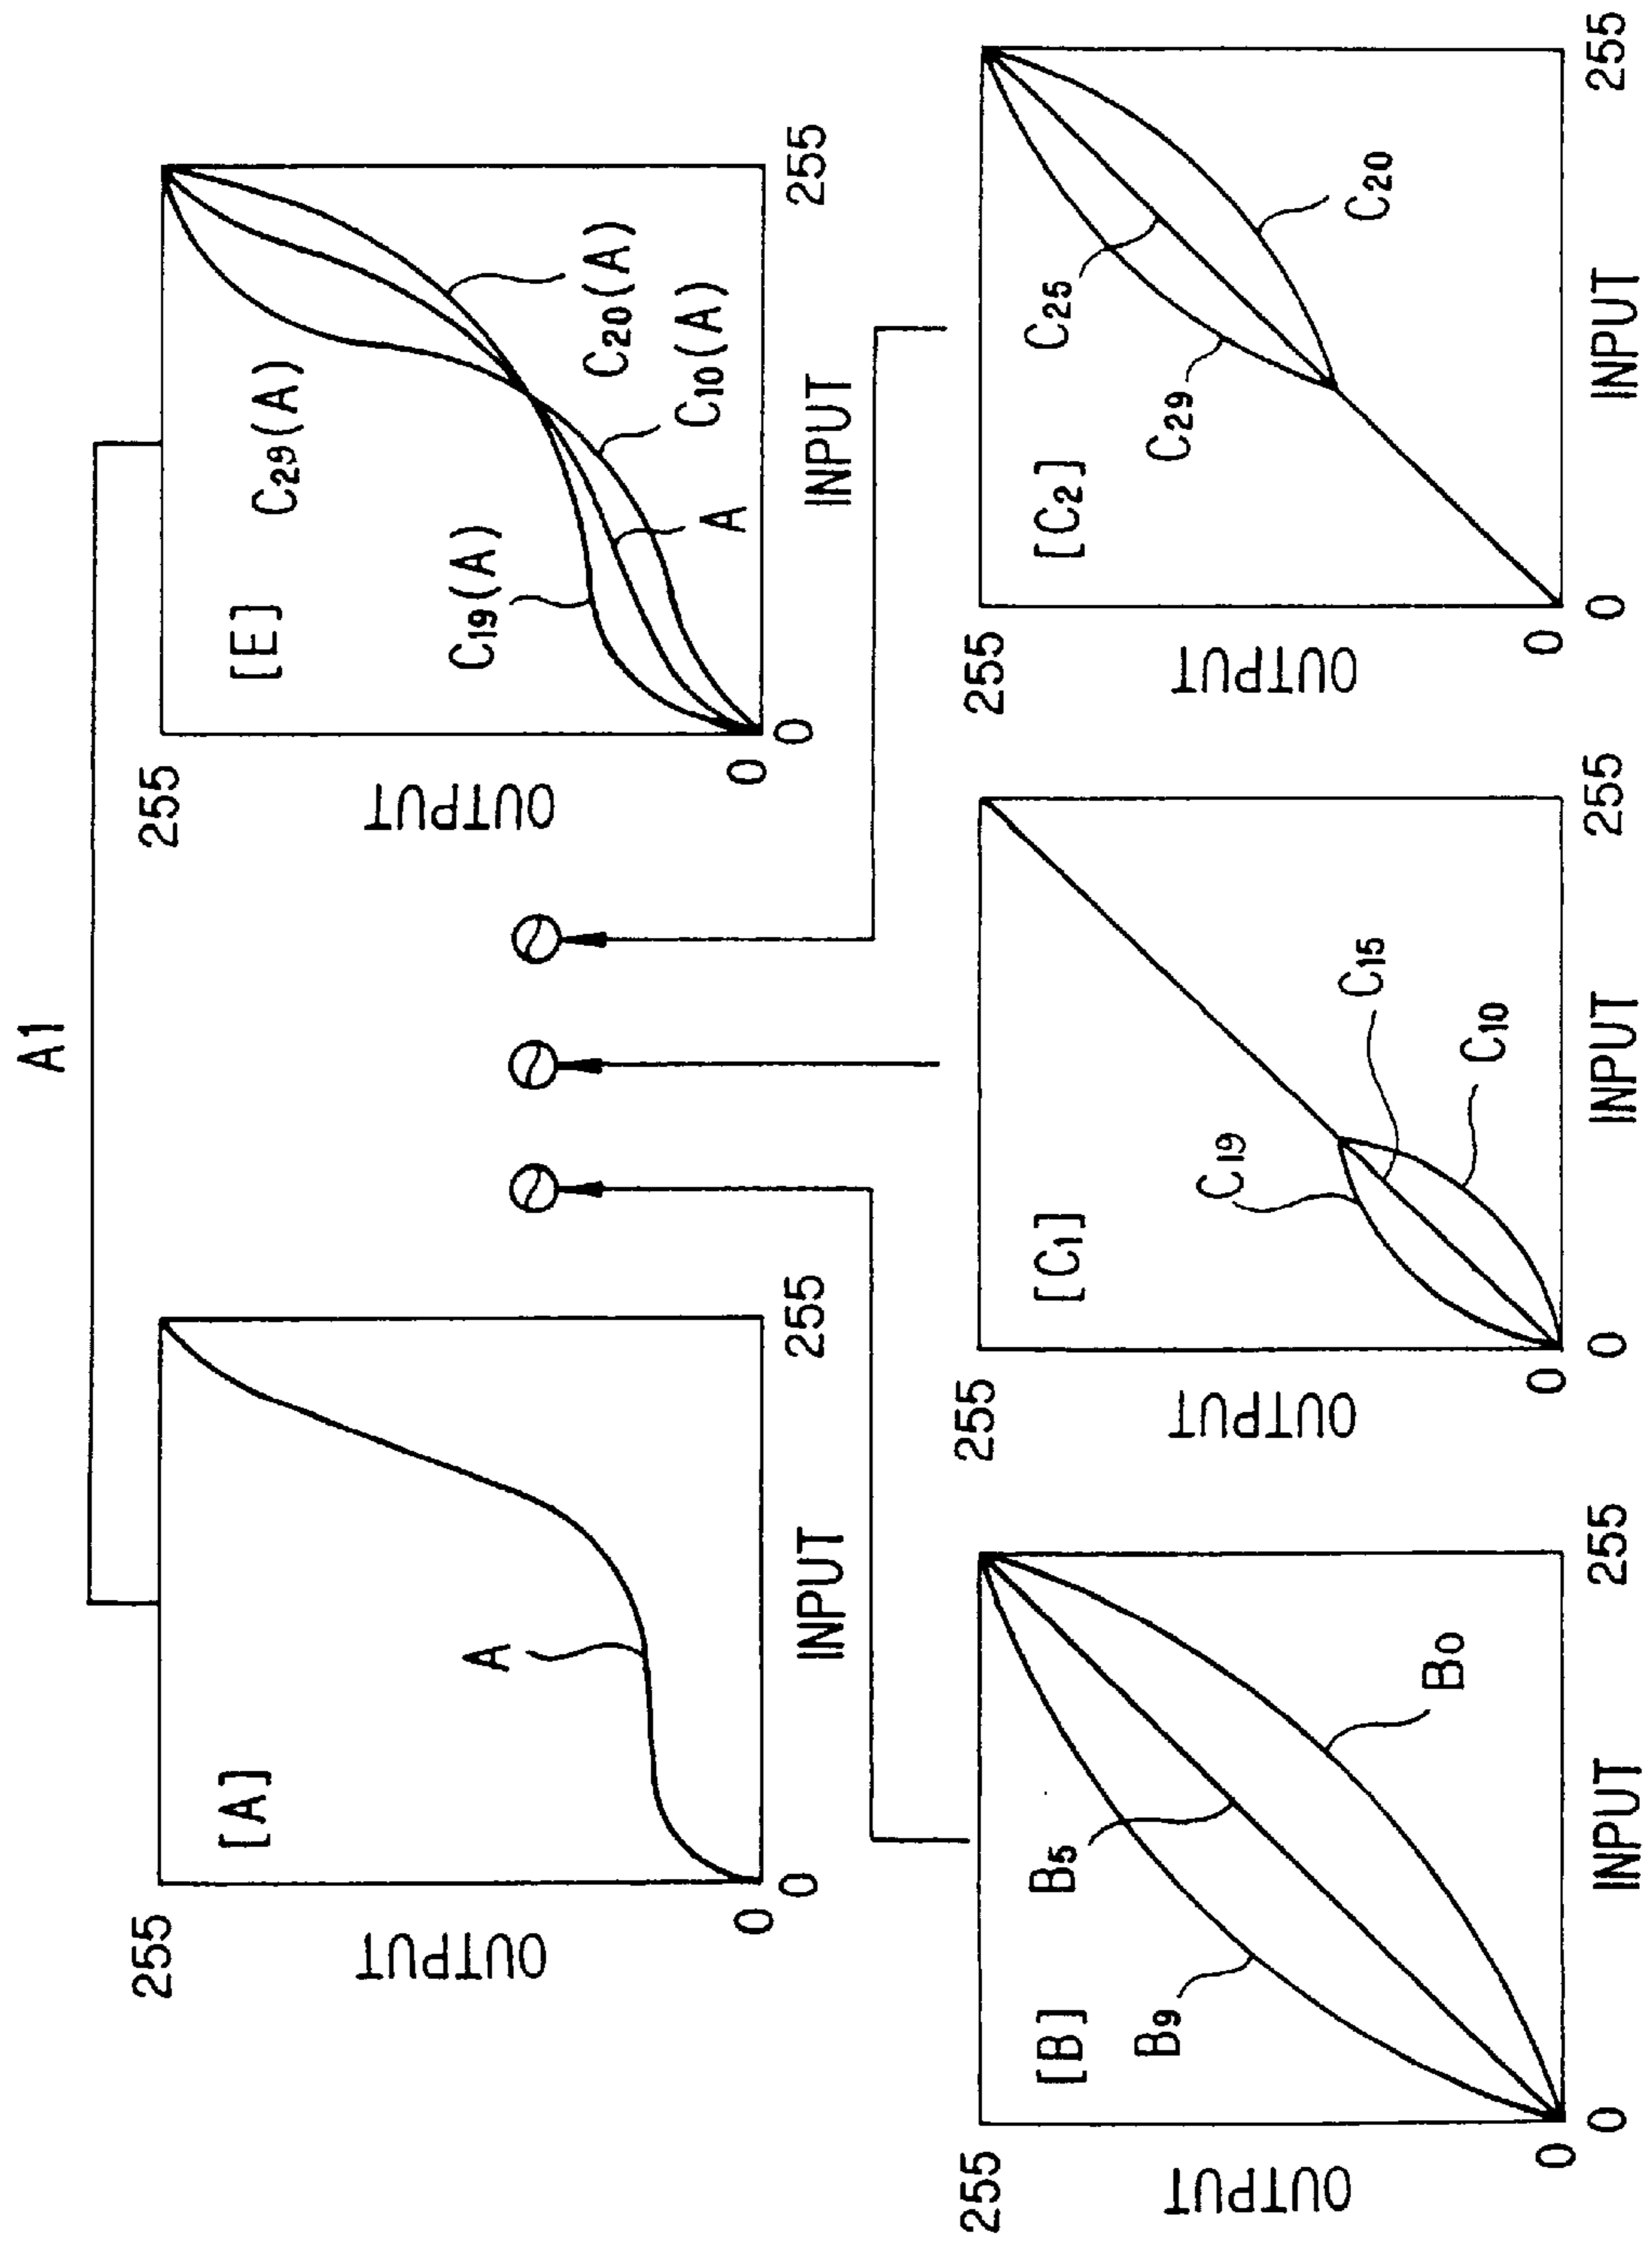 A1
[A]
255
OUTPUT
0
A
0
INPUT
255
[E]
255
OUTPUT
0
C19(A)
C29(A)
A
C20(A)
C10(A)
0
INPUT
255
[B]
255
OUTPUT
0
B9
B5
B0
0
INPUT
255
[C1]
255
OUTPUT
0
C19
C15
C10
0
INPUT
255
[C2]
255
OUTPUT
0
C29
C25
C20
0
INPUT
255